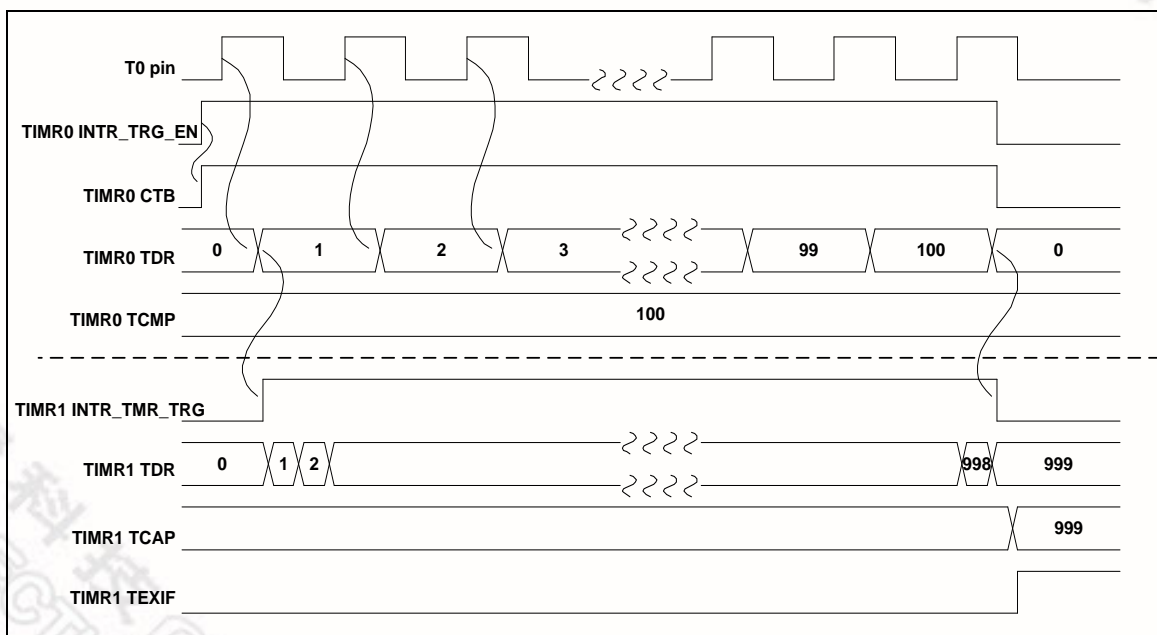 T0 pin
TIMR0 INTR_TRG_EN
TIMR0 CTB
TIMR0 TDR 0 1 2 3 99 100 0
TIMR0 TCMP 100
TIMR1 INTR_TMR_TRG
TIMR1 TDR 0 1 2 998 999
TIMR1 TCAP 999
TIMR1 TEXIF